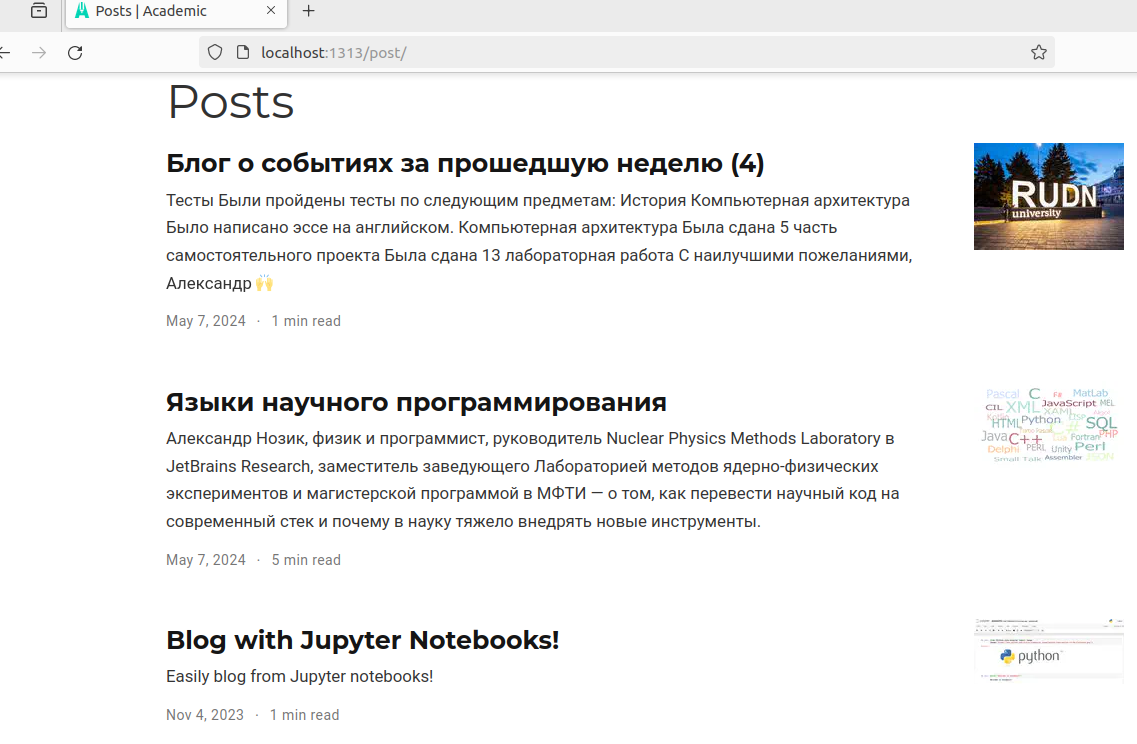 Posts | Academic
localhost:1313/post/
Posts
Блог о событиях за прошедшую неделю (4)
Тесты Были пройдены тесты по следующим предметам: История Компьютерная архитектура
Было написано эссе на английском. Компьютерная архитектура Была сдана 5 часть
самостоятельного проекта Была сдана 13 лабораторная работа С наилучшими пожеланиями,
Александр 🙌
May 7, 2024 · 1 min read
RUDN
university
Языки научного программирования
Александр Нозик, физик и программист, руководитель Nuclear Physics Methods Laboratory в
JetBrains Research, заместитель заведующего Лабораторией методов ядерно-физических
экспериментов и магистерской программой в МФТИ — о том, как перевести научный код на
современный стек и почему в науку тяжело внедрять новые инструменты.
May 7, 2024 · 5 min read
Pascal C F# MatLab
CIL XML JavaScript MEL
XAML
Kotlin HTML Python DSP SQL
Java C++ C# Fortran PHP
Delphi PERL Unity Perl
Small Talk Assembler JSON
Blog with Jupyter Notebooks!
Easily blog from Jupyter notebooks!
Nov 4, 2023 · 1 min read
python